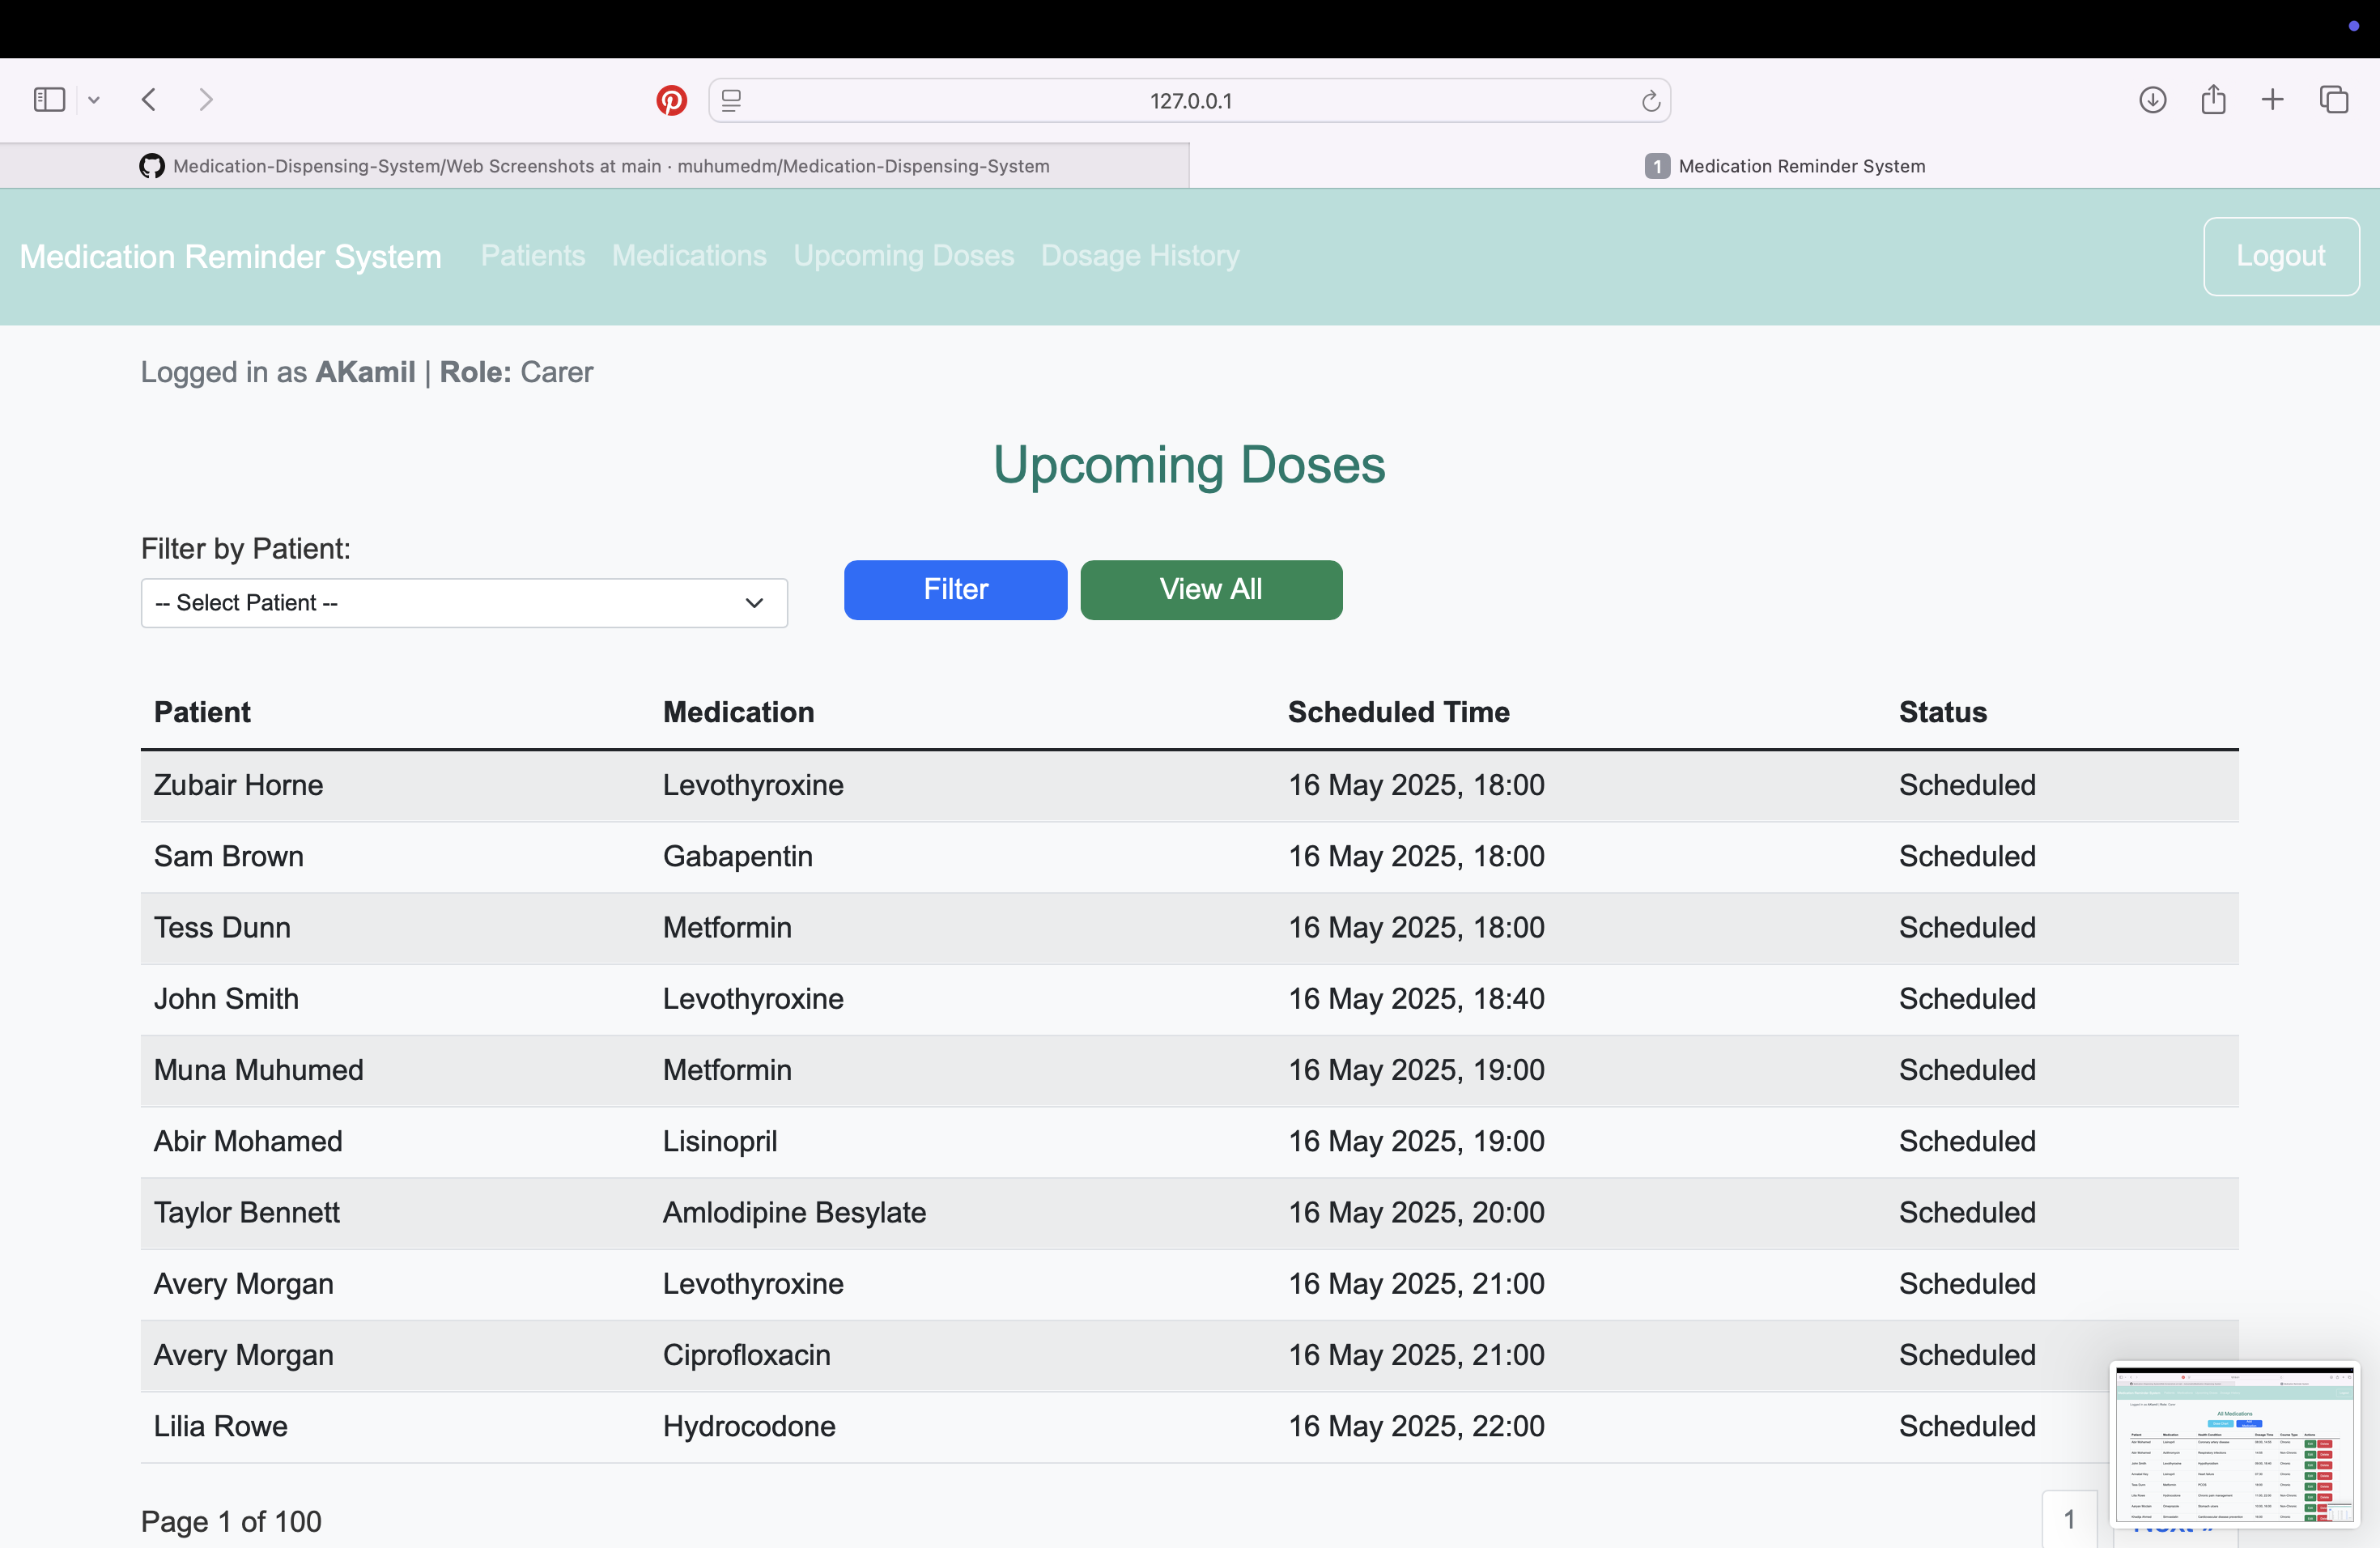 127.0.0.1
Medication-Dispensing-System/Web Screenshots at main · muhumedm/Medication-Dispensing-System
1 Medication Reminder System
Medication Reminder System Patients Medications Upcoming Doses Dosage History Logout
Logged in as AKamil | Role: Carer
Upcoming Doses
Filter by Patient:
-- Select Patient --
Filter
View All
Patient Medication Scheduled Time Status
Zubair Horne Levothyroxine 16 May 2025, 18:00 Scheduled
Sam Brown Gabapentin 16 May 2025, 18:00 Scheduled
Tess Dunn Metformin 16 May 2025, 18:00 Scheduled
John Smith Levothyroxine 16 May 2025, 18:40 Scheduled
Muna Muhumed Metformin 16 May 2025, 19:00 Scheduled
Abir Mohamed Lisinopril 16 May 2025, 19:00 Scheduled
Taylor Bennett Amlodipine Besylate 16 May 2025, 20:00 Scheduled
Avery Morgan Levothyroxine 16 May 2025, 21:00 Scheduled
Avery Morgan Ciprofloxacin 16 May 2025, 21:00 Scheduled
Lilia Rowe Hydrocodone 16 May 2025, 22:00 Scheduled
Page 1 of 100
1
All Medications